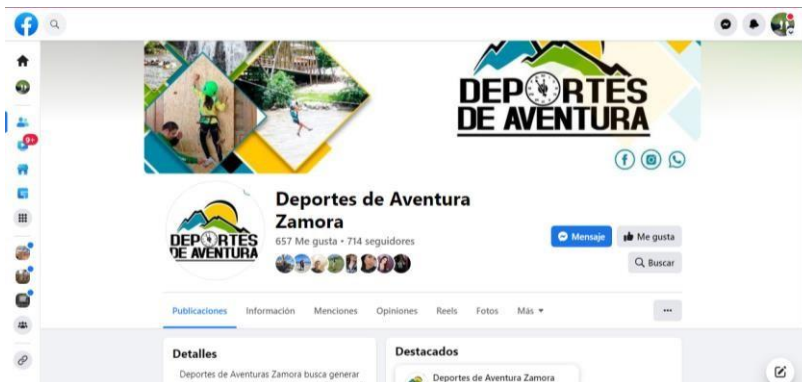 DEPORTES
DE AVENTURA
Deportes de Aventura
Zamora
657 Me gusta • 714 seguidores
DEPORTES
DE AVENTURA
Mensaje
Me gusta
Buscar
9+
Publicaciones
Información
Menciones
Opiniones
Reels
Fotos
Más
Detalles
Deportes de Aventuras Zamora busca generar
Destacados
Deportes de Aventura Zamora